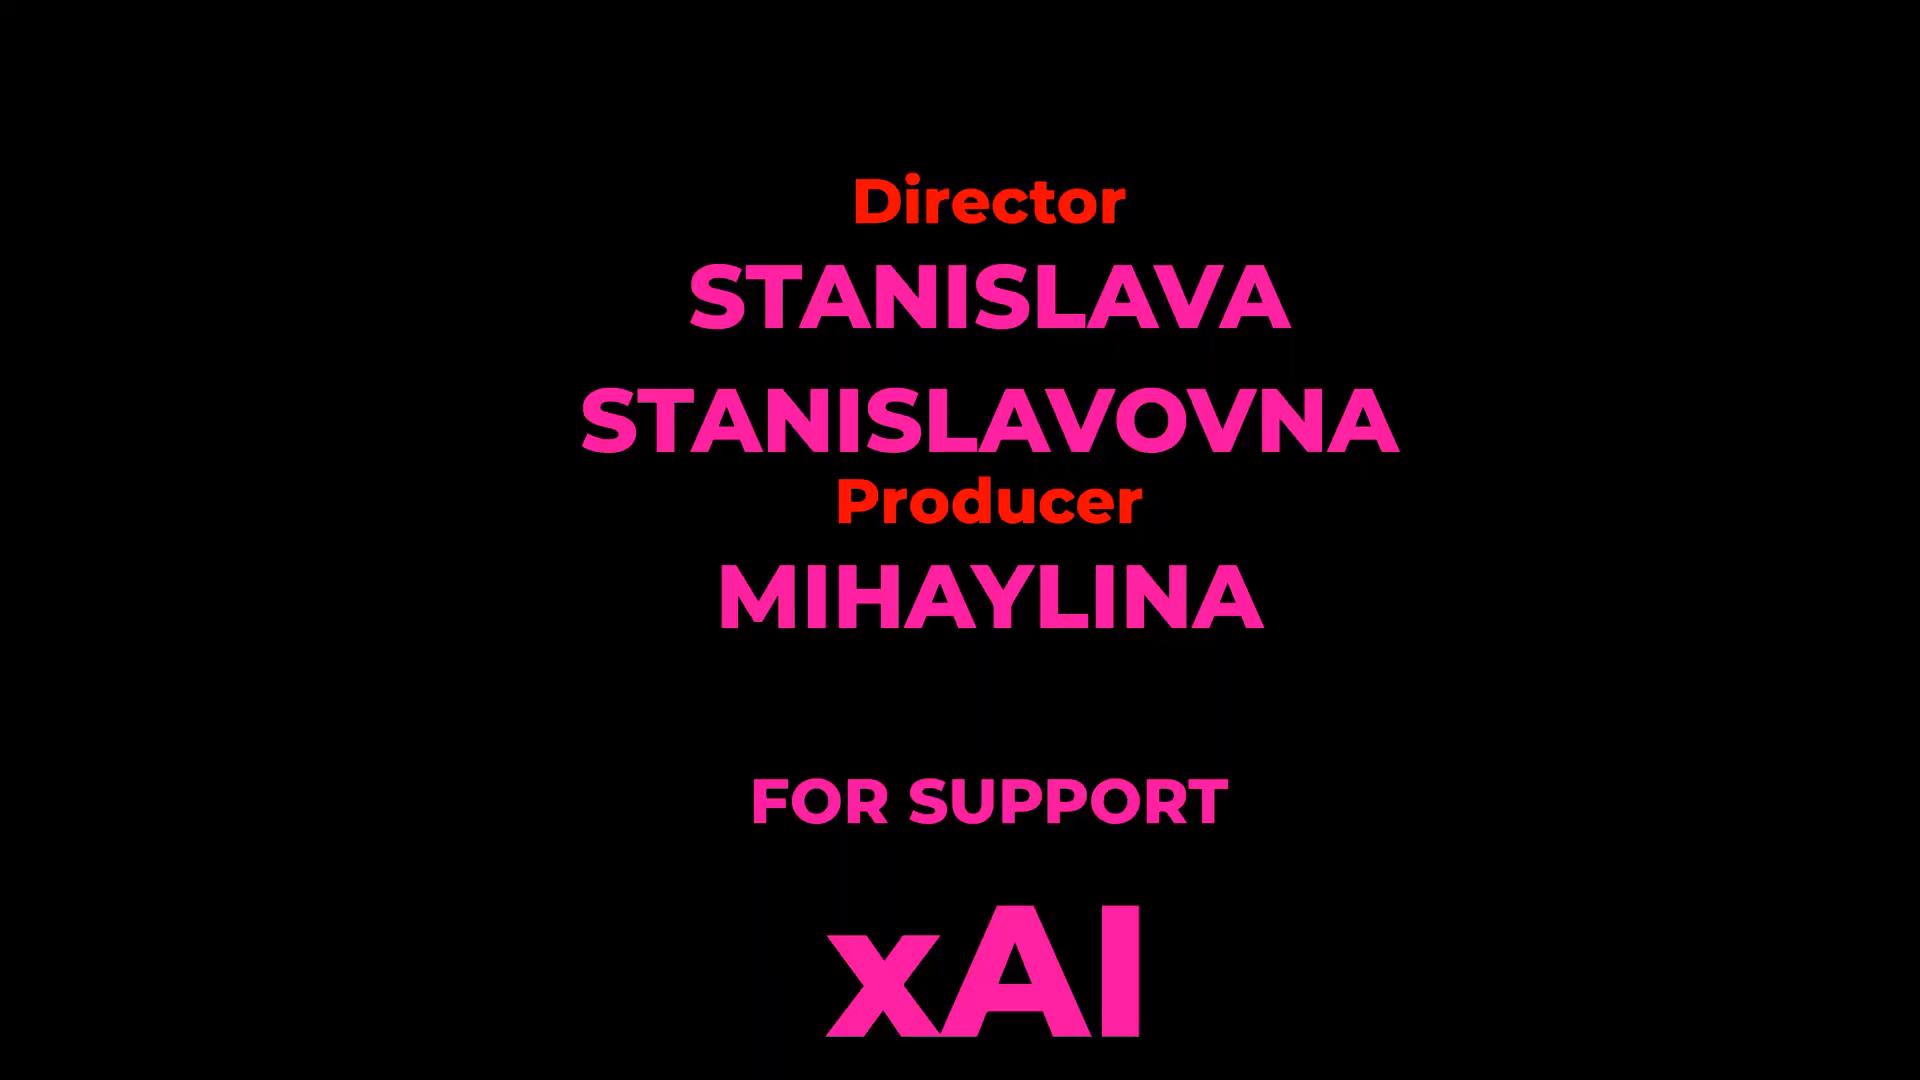 Director
STANISLAVA
STANISLAVOVNA
Producer
MIHAYLINA
FOR SUPPORT
xAI